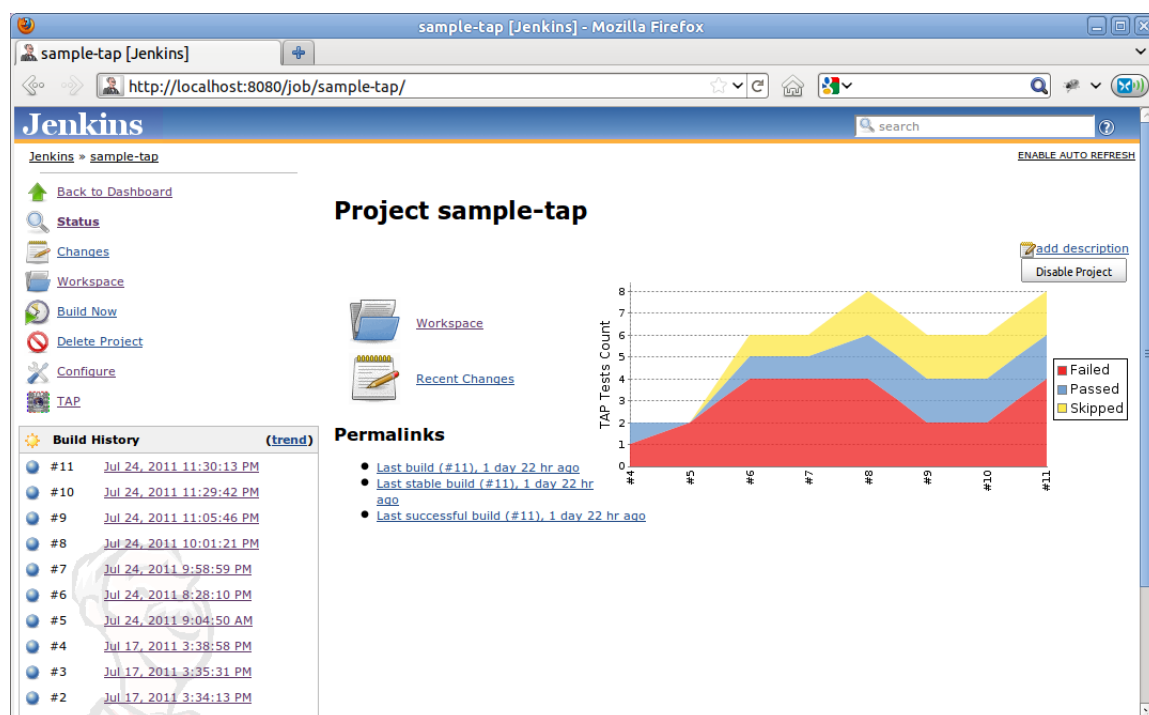 sample-tap [Jenkins] - Mozilla Firefox
sample-tap [Jenkins]
http://localhost:8080/job/sample-tap/
Jenkins
search
Jenkins » sample-tap
ENABLE AUTO REFRESH
Back to Dashboard
Status
Changes
Workspace
Build Now
Delete Project
Configure
TAP
Build History (trend)
#11 Jul 24, 2011 11:30:13 PM
#10 Jul 24, 2011 11:29:42 PM
#9 Jul 24, 2011 11:05:46 PM
#8 Jul 24, 2011 10:01:21 PM
#7 Jul 24, 2011 9:58:59 PM
#6 Jul 24, 2011 8:28:10 PM
#5 Jul 24, 2011 9:04:50 AM
#4 Jul 17, 2011 3:38:58 PM
#3 Jul 17, 2011 3:35:31 PM
#2 Jul 17, 2011 3:34:13 PM
Project sample-tap
add description
Disable Project
Workspace
Recent Changes
TAP Tests Count
8
7
6
5
4
3
2
1
0
#4 #5 #6 #7 #8 #9 #10 #11
Failed
Passed
Skipped
Permalinks
Last build (#11), 1 day 22 hr ago
Last stable build (#11), 1 day 22 hr
ago
Last successful build (#11), 1 day 22 hr ago